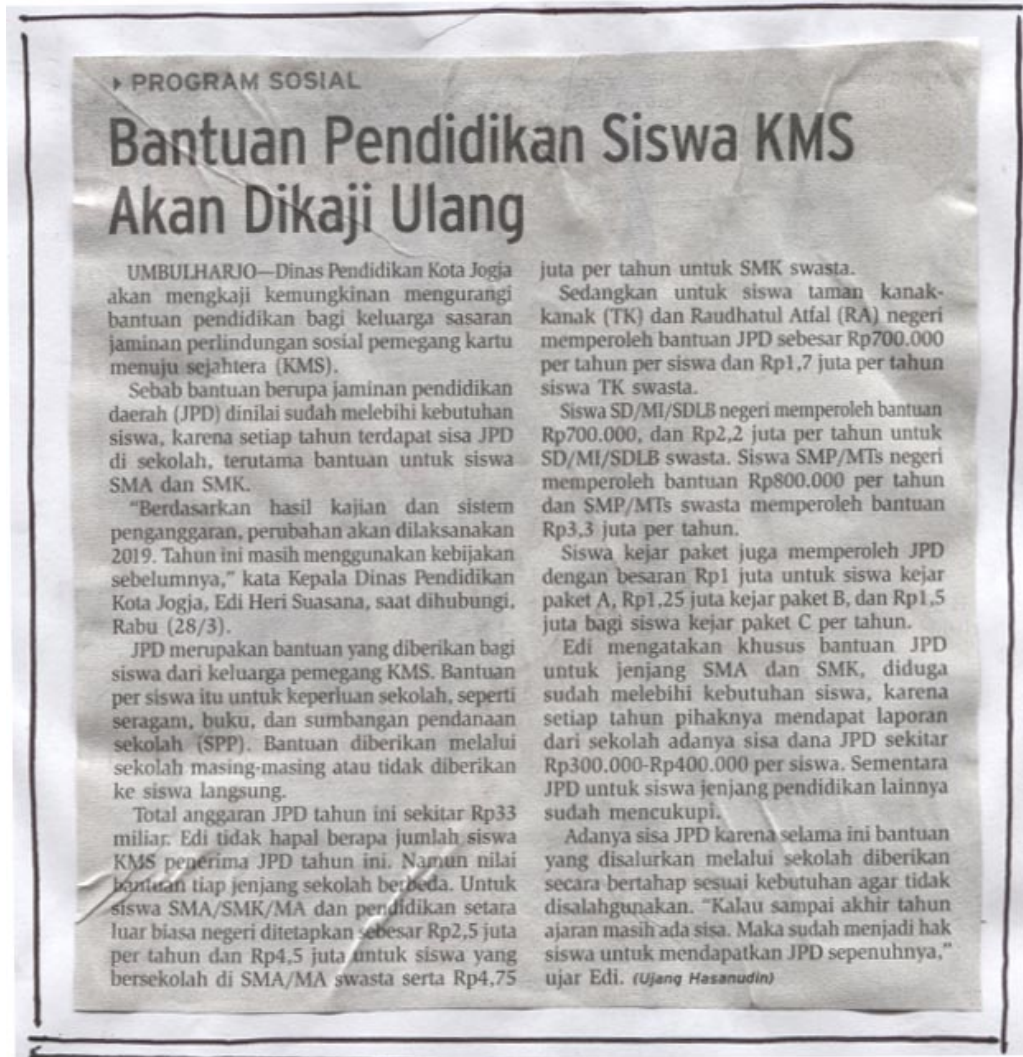 PROGRAM SOSIAL
Bantuan Pendidikan Siswa KMS
Akan Dikaji Ulang
UMBULHARJO—Dinas Pendidikan Kota Jogja
akan mengkaji kemungkinan mengurangi
bantuan pendidikan bagi keluarga sasaran
jaminan perlindungan sosial pemegang kartu
menuju sejahtera (KMS).
Sebab bantuan berupa jaminan pendidikan
daerah (JPD) dinilai sudah melebihi kebutuhan
siswa, karena setiap tahun terdapat sisa JPD
di sekolah, terutama bantuan untuk siswa
SMA dan SMK.
"Berdasarkan hasil kajian dan sistem
penganggaran, perubahan akan dilaksanakan
2019. Tahun ini masih menggunakan kebijakan
sebelumnya," kata Kepala Dinas Pendidikan
Kota Jogja, Edi Heri Suasana, saat dihubungi,
Rabu (28/3).
JPD merupakan bantuan yang diberikan bagi
siswa dari keluarga pemegang KMS. Bantuan
per siswa itu untuk keperluan sekolah, seperti
seragam, buku, dan sumbangan pendanaan
sekolah (SPP). Bantuan diberikan melalui
sekolah masing-masing atau tidak diberikan
ke siswa langsung.
Total anggaran JPD tahun ini sekitar Rp33
miliar. Edi tidak hapal berapa jumlah siswa
KMS penerima JPD tahun ini. Namun nilai
bantuan tiap jenjang sekolah berbeda. Untuk
siswa SMA/SMK/MA dan pendidikan setara
luar biasa negeri ditetapkan sebesar Rp2,5 juta
per tahun dan Rp4,5 juta untuk siswa yang
bersekolah di SMA/MA swasta serta Rp4,75
juta per tahun untuk SMK swasta.
Sedangkan untuk siswa taman kanak-
kanak (TK) dan Raudhatul Atfal (RA) negeri
memperoleh bantuan JPD sebesar Rp700.000
per tahun per siswa dan Rp1,7 juta per tahun
siswa TK swasta.
Siswa SD/MI/SDLB negeri memperoleh bantuan
Rp700.000, dan Rp2,2 juta per tahun untuk
SD/MI/SDLB swasta. Siswa SMP/MTs negeri
memperoleh bantuan Rp800.000 per tahun
dan SMP/MTs swasta memperoleh bantuan
Rp3,3 juta per tahun.
Siswa kejar paket juga memperoleh JPD
dengan besaran Rp1 juta untuk siswa kejar
paket A, Rp1,25 juta kejar paket B, dan Rp1,5
juta bagi siswa kejar paket C per tahun.
Edi mengatakan khusus bantuan JPD
untuk jenjang SMA dan SMK, diduga
sudah melebihi kebutuhan siswa, karena
setiap tahun pihaknya mendapat laporan
dari sekolah adanya sisa dana JPD sekitar
Rp300.000-Rp400.000 per siswa. Sementara
JPD untuk siswa jenjang pendidikan lainnya
sudah mencukupi.
Adanya sisa JPD karena selama ini bantuan
yang disalurkan melalui sekolah diberikan
secara bertahap sesuai kebutuhan agar tidak
disalahgunakan. "Kalau sampai akhir tahun
ajaran masih ada sisa. Maka sudah menjadi hak
siswa untuk mendapatkan JPD sepenuhnya,"
ujar Edi. (Ujang Hasanudin)